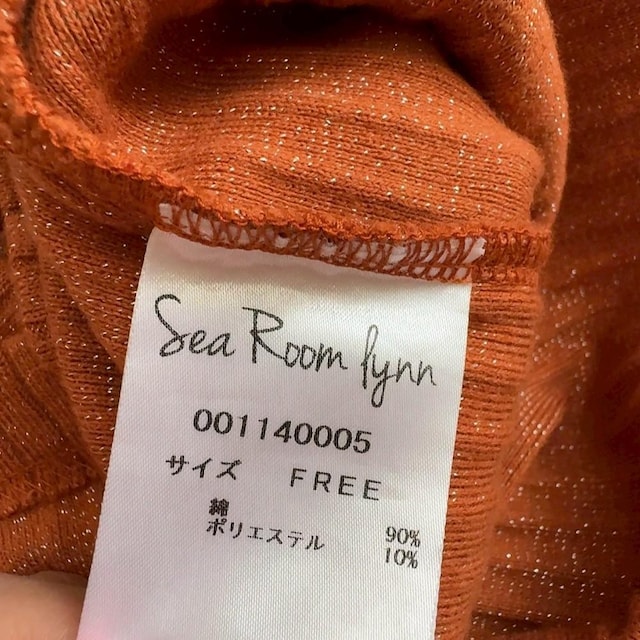 Sea Room lynn
001140005
サイズ FREE
綿 90%
ポリエステル 10%